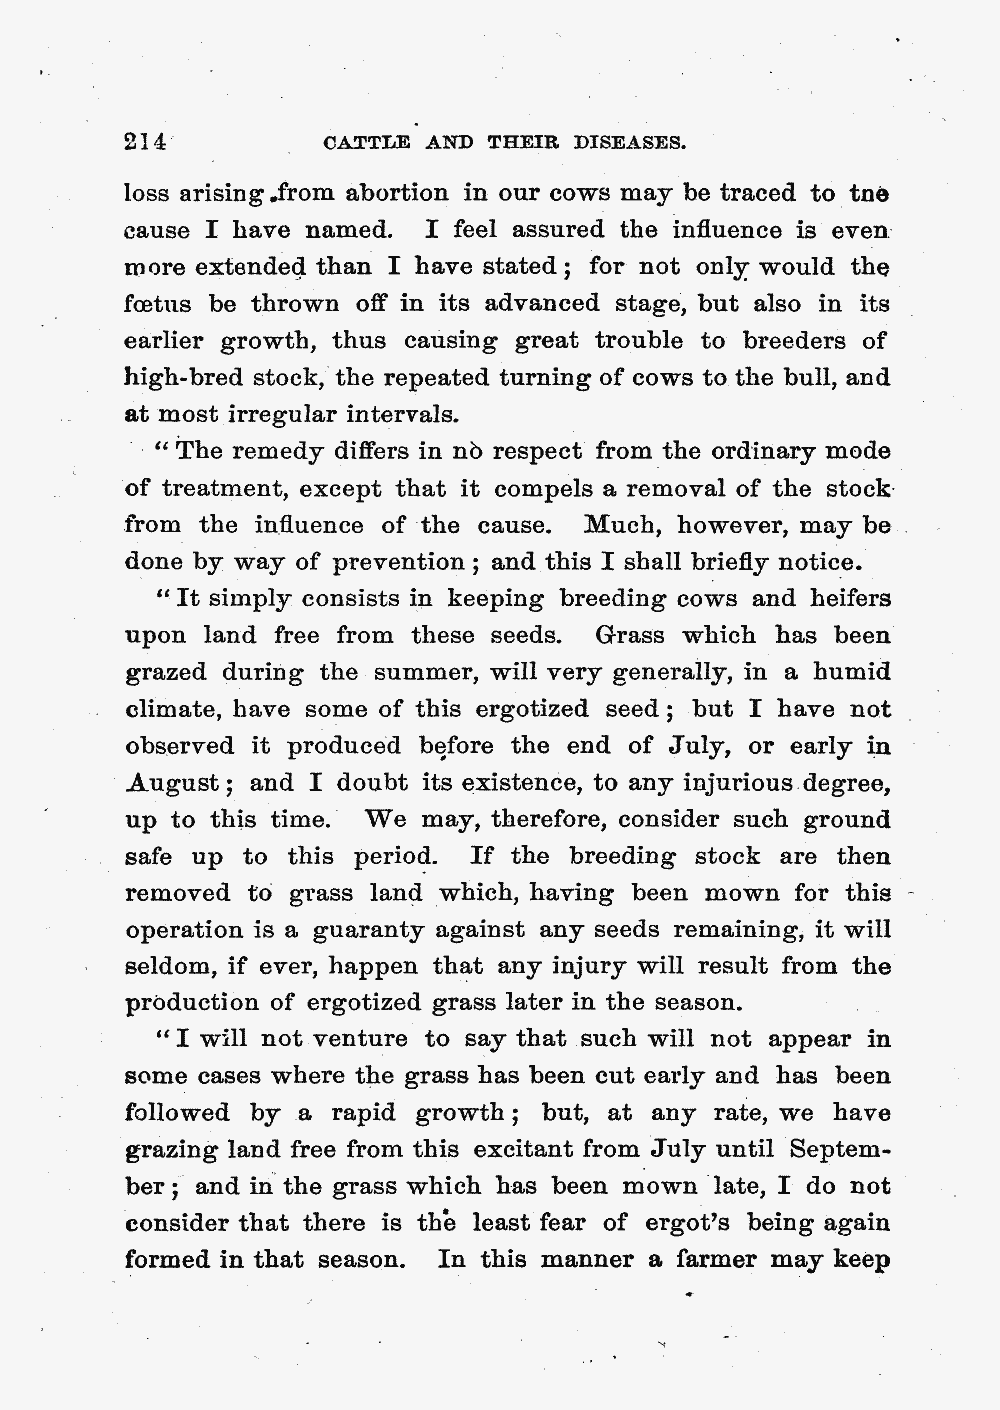 214 CATTLE AND THEIR DISEASES.
loss arising from abortion in our cows may be traced to tne
cause I have named. I feel assured the influence is even
more extended than I have stated; for not only would the
fœtus be thrown off in its advanced stage, but also in its
earlier growth, thus causing great trouble to breeders of
high-bred stock, the repeated turning of cows to the bull, and
at most irregular intervals.
“ The remedy differs in no respect from the ordinary mode
of treatment, except that it compels a removal of the stock
from the influence of the cause. Much, however, may be
done by way of prevention; and this I shall briefly notice.
“ It simply consists in keeping breeding cows and heifers
upon land free from these seeds. Grass which has been
grazed during the summer, will very generally, in a humid
climate, have some of this ergotized seed; but I have not
observed it produced before the end of July, or early in
August; and I doubt its existence, to any injurious degree,
up to this time. We may, therefore, consider such ground
safe up to this period. If the breeding stock are then
removed to grass land which, having been mown for this
operation is a guaranty against any seeds remaining, it will
seldom, if ever, happen that any injury will result from the
production of ergotized grass later in the season.
“ I will not venture to say that such will not appear in
some cases where the grass has been cut early and has been
followed by a rapid growth; but, at any rate, we have
grazing land free from this excitant from July until Septem-
ber; and in the grass which has been mown late, I do not
consider that there is the least fear of ergot’s being again
formed in that season. In this manner a farmer may keep